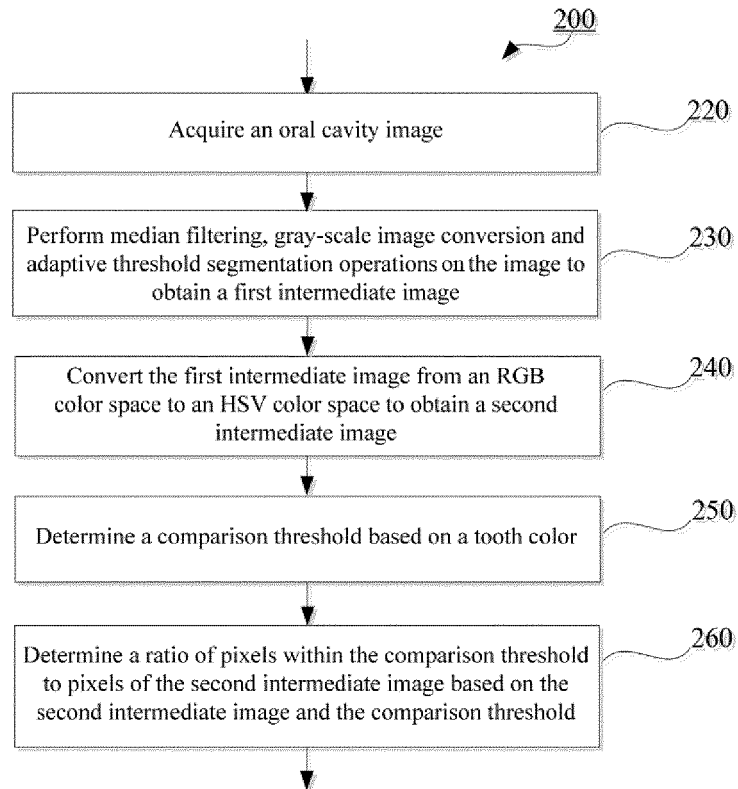 200
Acquire an oral cavity image
220
Perform median filtering, gray-scale image conversion and
adaptive threshold segmentation operations on the image to
obtain a first intermediate image
230
Convert the first intermediate image from an RGB
color space to an HSV color space to obtain a second
intermediate image
240
Determine a comparison threshold based on a tooth color
250
Determine a ratio of pixels within the comparison threshold
to pixels of the second intermediate image based on the
second intermediate image and the comparison threshold
260